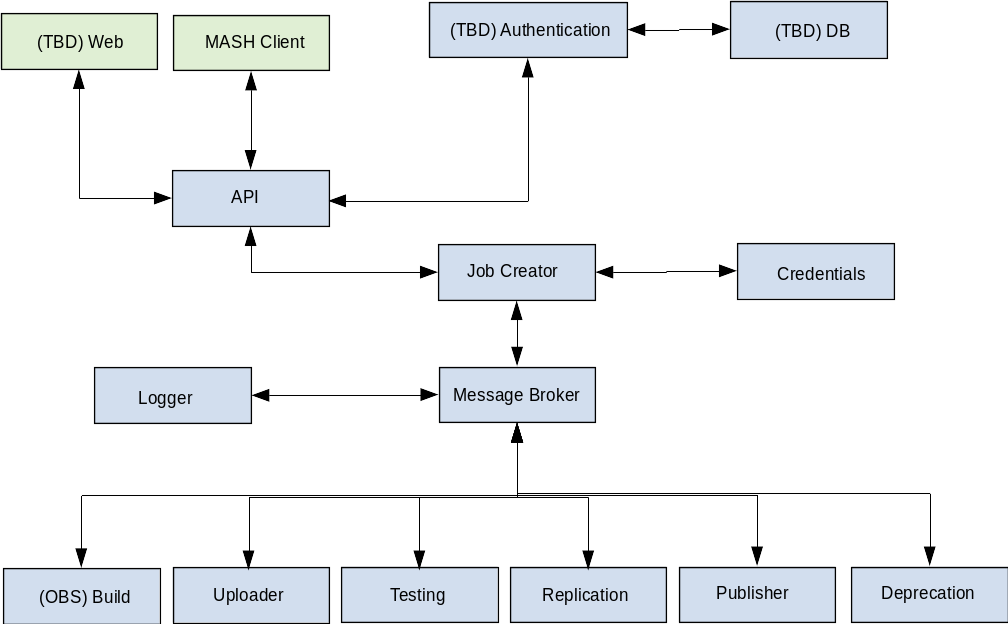 (TBD) Web
MASH Client
(TBD) Authentication
(TBD) DB
API
Job Creator
Credentials
Logger
Message Broker
(OBS) Build
Uploader
Testing
Replication
Publisher
Deprecation